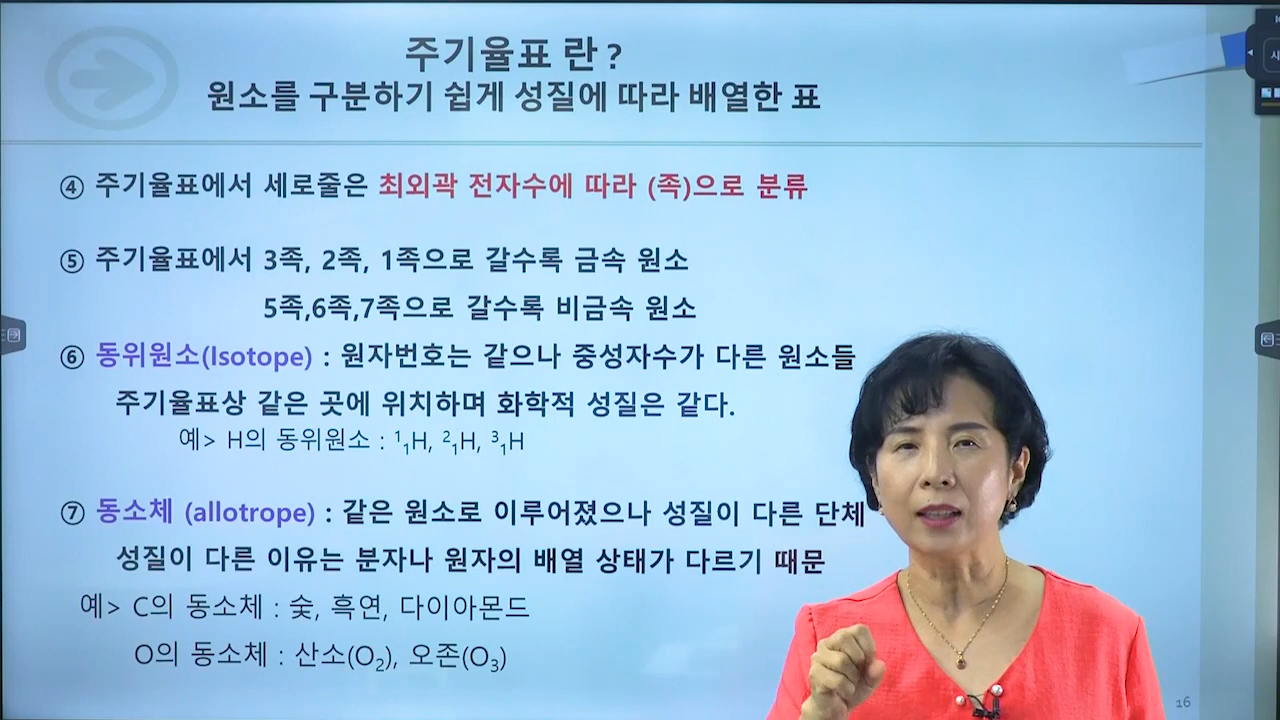 주기율표 란 ?
원소를 구분하기 쉽게 성질에 따라 배열한 표
④ 주기율표에서 세로줄은 최외곽 전자수에 따라 (족)으로 분류
⑤ 주기율표에서 3족, 2족, 1족으로 갈수록 금속 원소
5족,6족,7족으로 갈수록 비금속 원소
⑥ 동위원소(Isotope) : 원자번호는 같으나 중성자수가 다른 원소들
주기율표상 같은 곳에 위치하며 화학적 성질은 같다.
예> H의 동위원소 : ¹₁H, ²₁H, ³₁H
⑦ 동소체 (allotrope) : 같은 원소로 이루어졌으나 성질이 다른 단체
성질이 다른 이유는 분자나 원자의 배열 상태가 다르기 때문
예> C의 동소체 : 숯, 흑연, 다이아몬드
O의 동소체 : 산소(O₂), 오존(O₃)
16